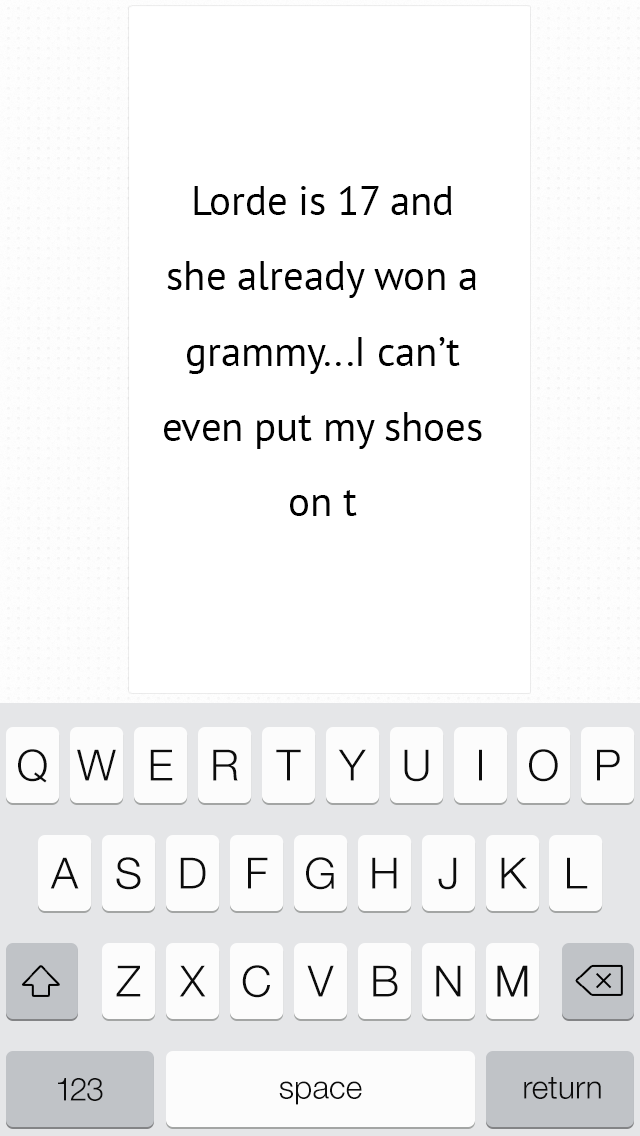 Lorde is 17 and
she already won a
grammy...I can’t
even put my shoes
on t
Q W E R T Y U I O P
A S D F G H J K L
Z X C V B N M
123 space return